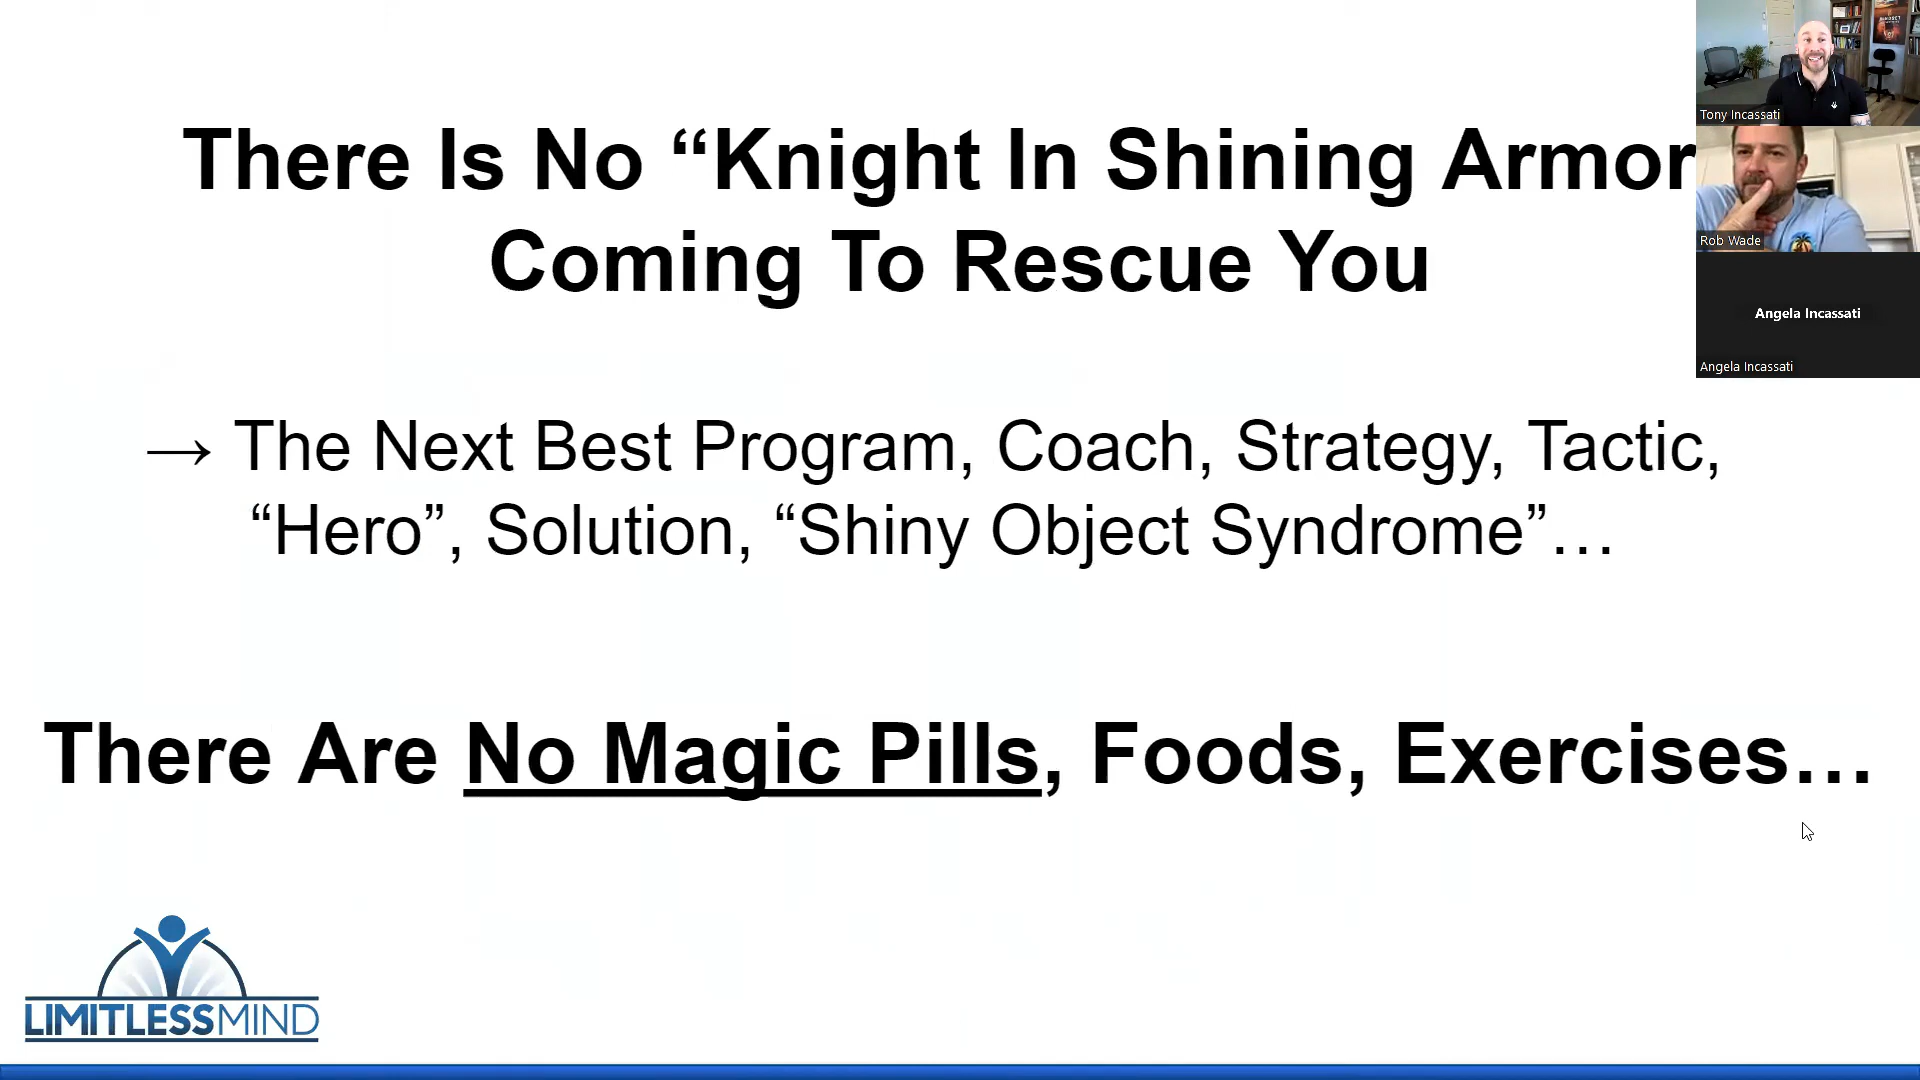 There Is No “Knight In Shining Armor
Coming To Rescue You
→ The Next Best Program, Coach, Strategy, Tactic,
“Hero”, Solution, “Shiny Object Syndrome”…
There Are No Magic Pills, Foods, Exercises…
LIMITLESSMIND
Tony Incassati
Rob Wade
Angela Incassati
Angela Incassati